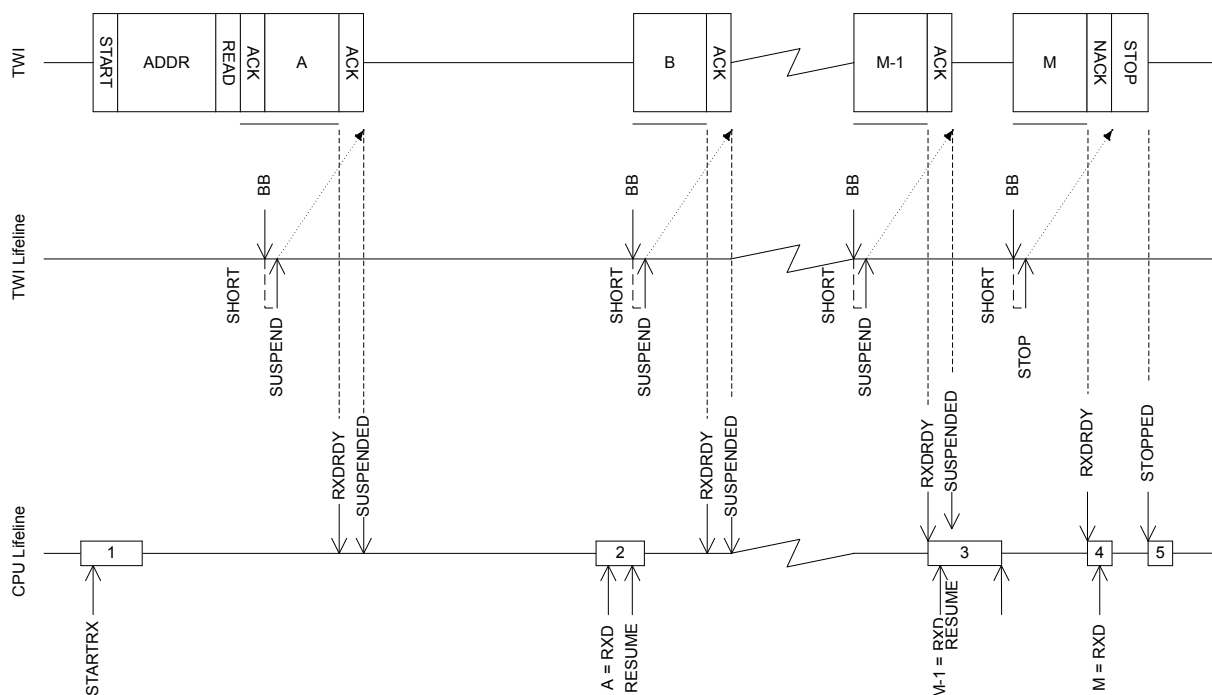 TWI
START
ADDR
READ
ACK
A
ACK
B
ACK
M-1
ACK
M
NACK
STOP
TWI Lifeline
BB
SHORT
SUSPEND
BB
SHORT
SUSPEND
BB
SHORT
SUSPEND
BB
SHORT
STOP
CPU Lifeline
RXDRDY
SUSPENDED
RXDRDY
SUSPENDED
RXDRDY
SUSPENDED
RXDRDY
STOPPED
1
2
3
4
5
STARTRX
A = RXD
RESUME
M-1 = RXD
RESUME
M = RXD